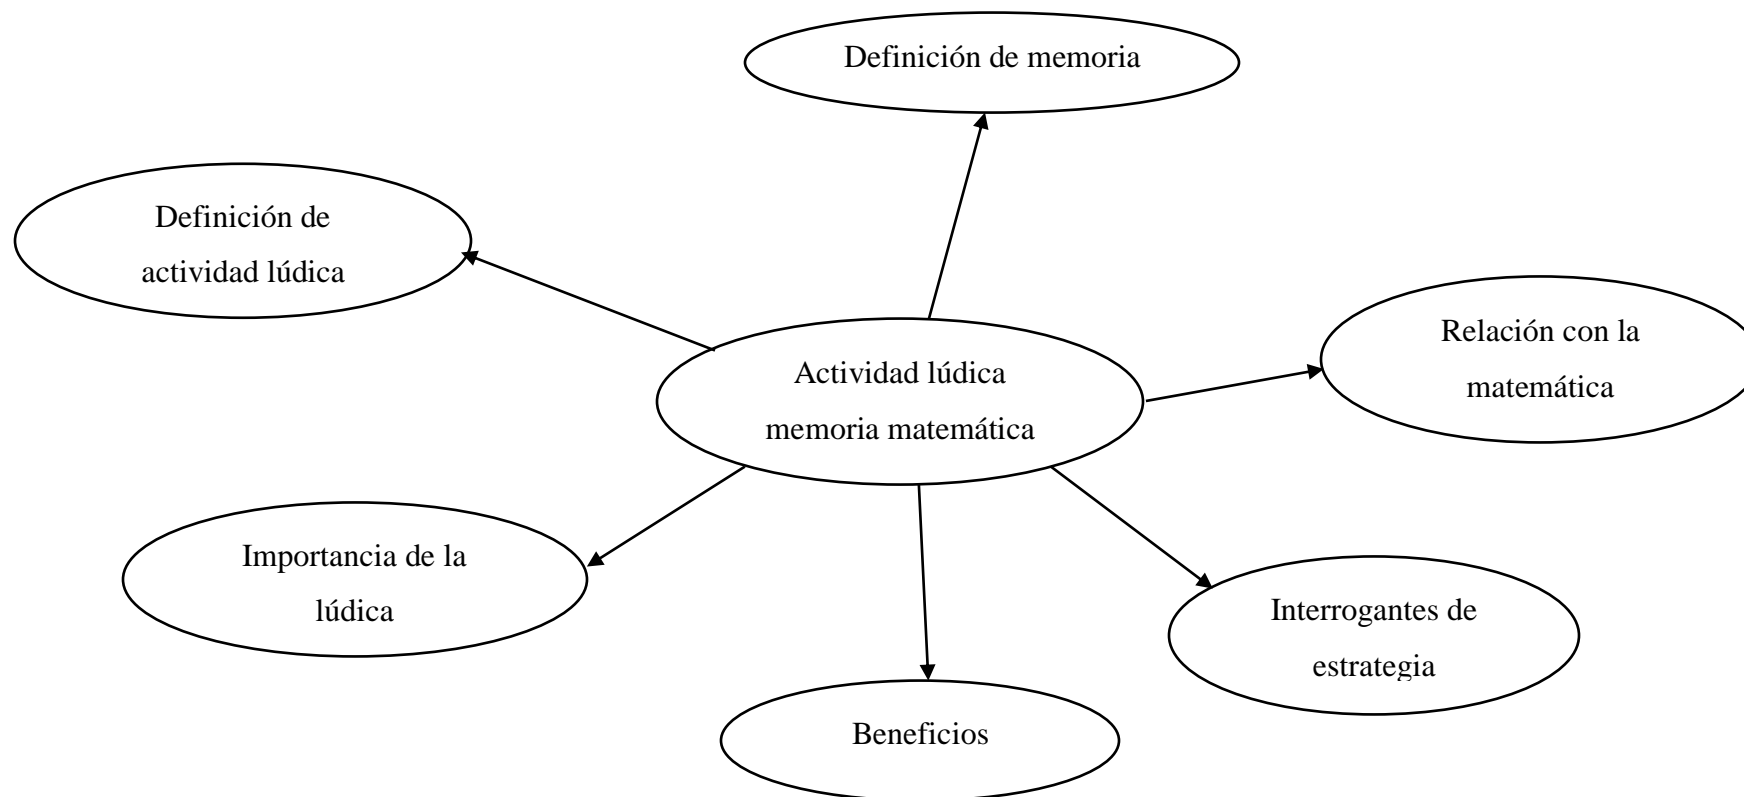 Definición de memoria
Definición de
actividad lúdica
Relación con la
matemática
Actividad lúdica
memoria matemática
Importancia de la
lúdica
Interrogantes de
estrategia
Beneficios